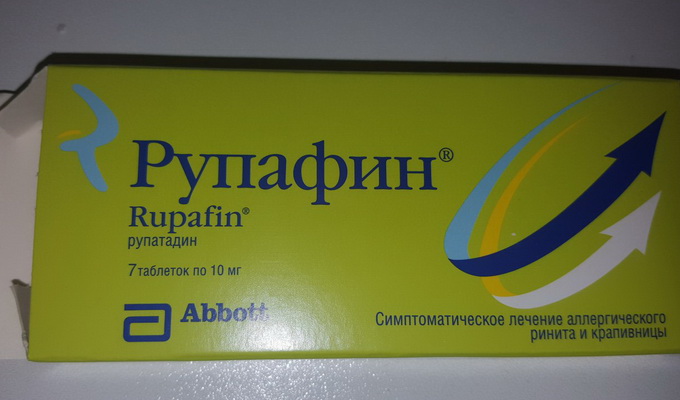 Рупафин®
Rupafin®
рупатадин
7 таблеток по 10 мг
Abbott
Симптоматическое лечение аллергического
ринита и крапивницы